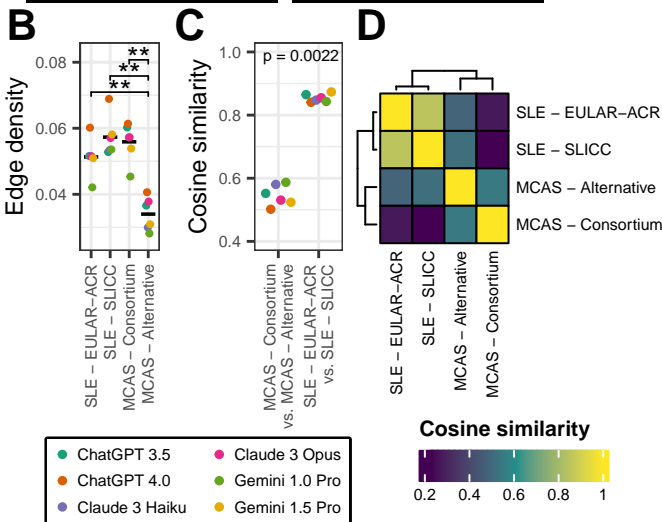 B
Edge density
0.08
0.06
0.04
**
**
**
SLE − EULAR−ACR
SLE − SLICC
MCAS − Consortium
MCAS − Alternative
C
Cosine similarity
1.0
0.8
0.6
0.4
p = 0.0022
MCAS − Consortium
vs. MCAS − Alternative
SLE − EULAR−ACR
vs. SLE − SLICC
D
SLE − EULAR−ACR
SLE − SLICC
MCAS − Alternative
MCAS − Consortium
SLE − EULAR−ACR
SLE − SLICC
MCAS − Alternative
MCAS − Consortium
ChatGPT 3.5
ChatGPT 4.0
Claude 3 Haiku
Claude 3 Opus
Gemini 1.0 Pro
Gemini 1.5 Pro
Cosine similarity
0.2 0.4 0.6 0.8 1